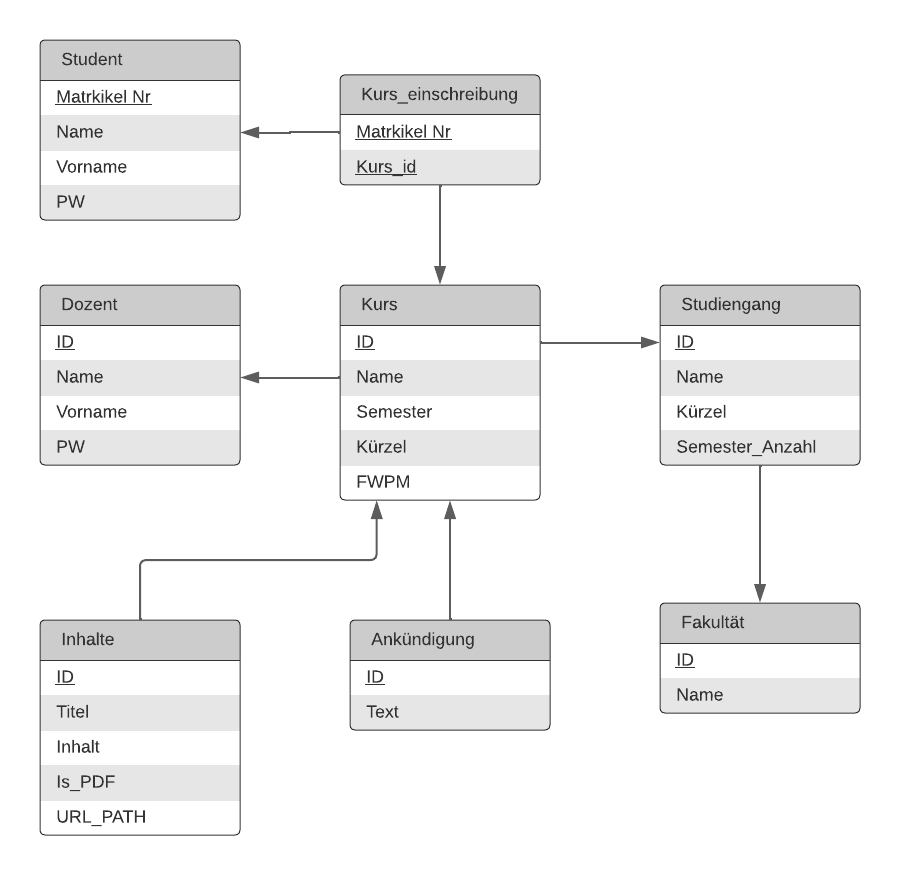 Student
Matrkikel Nr
Name
Vorname
PW
Kurs_einschreibung
Matrkikel Nr
Kurs_id
Dozent
ID
Name
Vorname
PW
Kurs
ID
Name
Semester
Kürzel
FWPM
Studiengang
ID
Name
Kürzel
Semester_Anzahl
Inhalte
ID
Titel
Inhalt
Is_PDF
URL_PATH
Ankündigung
ID
Text
Fakultät
ID
Name